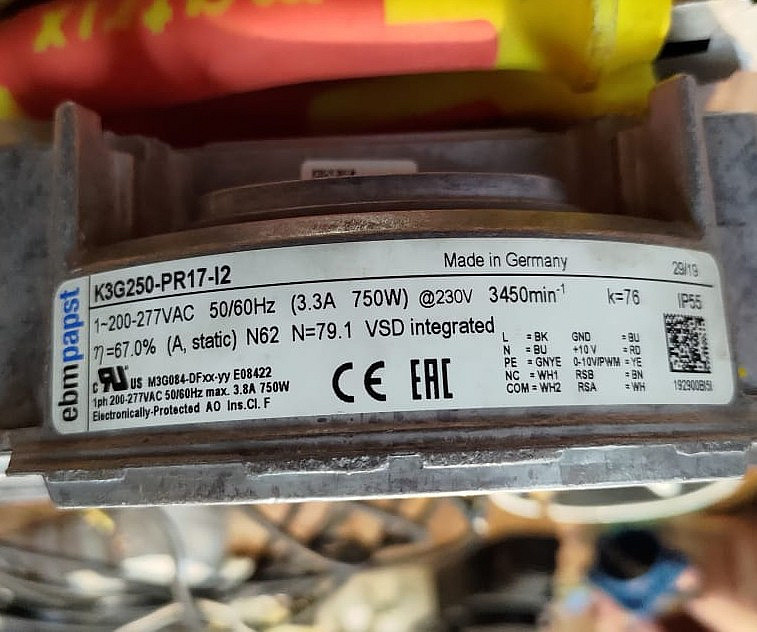 ebmpapst
K3G250-PR17-I2
Made in Germany
29/19
1~200-277VAC 50/60Hz (3.3A 750W) @230V 3450min⁻¹ k=76 IP55
η=67.0% (A, static) N62 N=79.1 VSD integrated
L = BK GND = BU
N = BU +10 V = RD
PE = GNYE 0-10V/PWM = YE
NC = WH1 RSB = BN
COM = WH2 RSA = WH
c RU US M3G084-DFxx-yy E08422
1ph 200-277VAC 50/60Hz max. 3.8A 750W
Electronically-Protected AO Ins.Cl. F
CE EAC